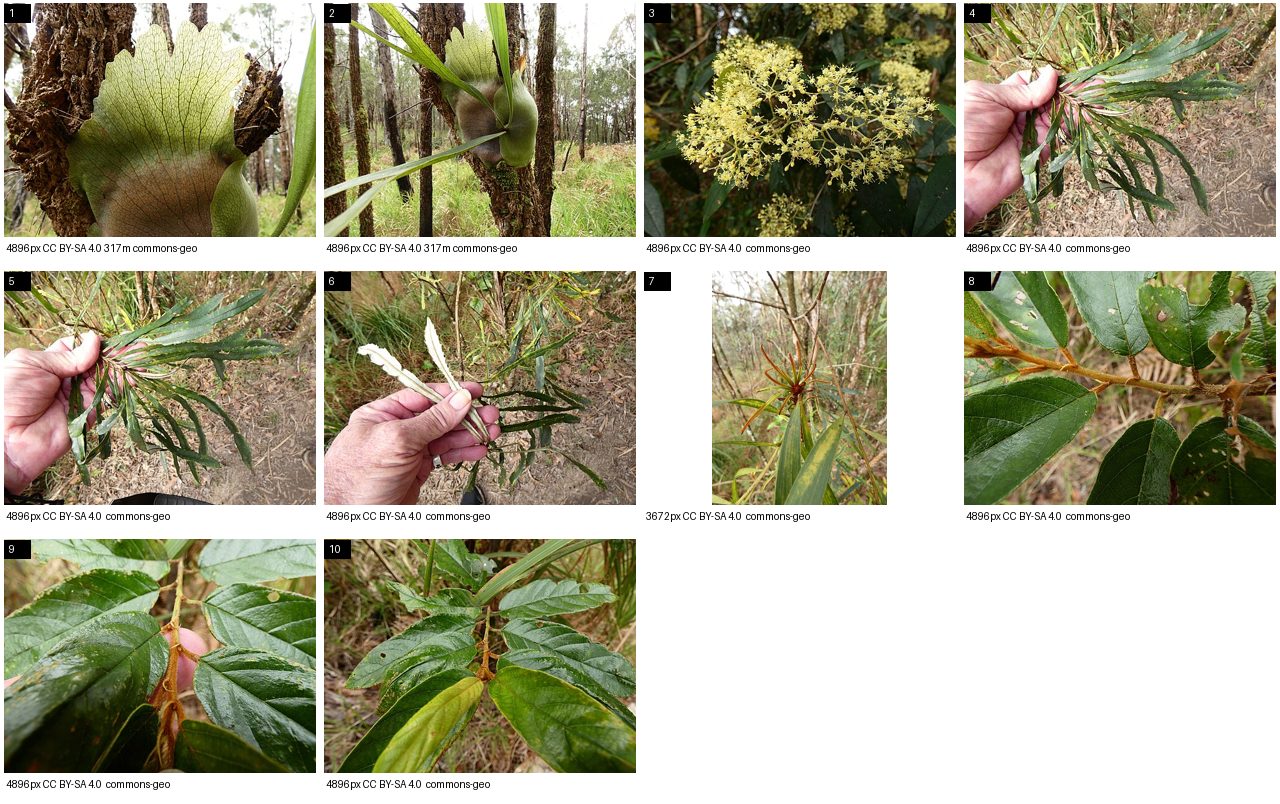 1
2
3
4
4896px CC BY-SA 4.0 317m commons-geo
4896px CC BY-SA 4.0 317m commons-geo
4896px CC BY-SA 4.0 commons-geo
4896px CC BY-SA 4.0 commons-geo
5
6
7
8
4896px CC BY-SA 4.0 commons-geo
4896px CC BY-SA 4.0 commons-geo
3672px CC BY-SA 4.0 commons-geo
4896px CC BY-SA 4.0 commons-geo
9
10
4896px CC BY-SA 4.0 commons-geo
4896px CC BY-SA 4.0 commons-geo